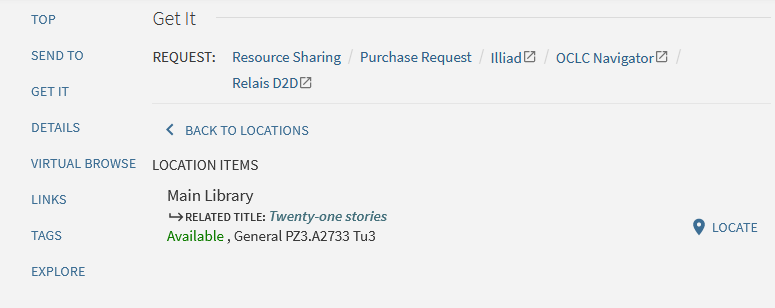 TOP
SEND TO
GET IT
DETAILS
VIRTUAL BROWSE
LINKS
TAGS
EXPLORE
Get It
REQUEST: Resource Sharing / Purchase Request / Illiad / OCLC Navigator /
Relais D2D
BACK TO LOCATIONS
LOCATION ITEMS
Main Library
RELATED TITLE: Twenty-one stories
Available , General PZ3.A2733 Tu3
LOCATE